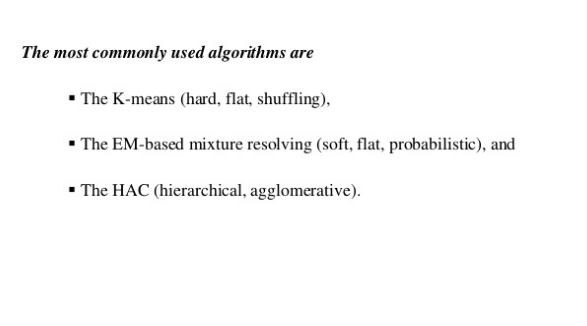 The most commonly used algorithms are
▪ The K-means (hard, flat, shuffling),
▪ The EM-based mixture resolving (soft, flat, probabilistic), and
▪ The HAC (hierarchical, agglomerative).